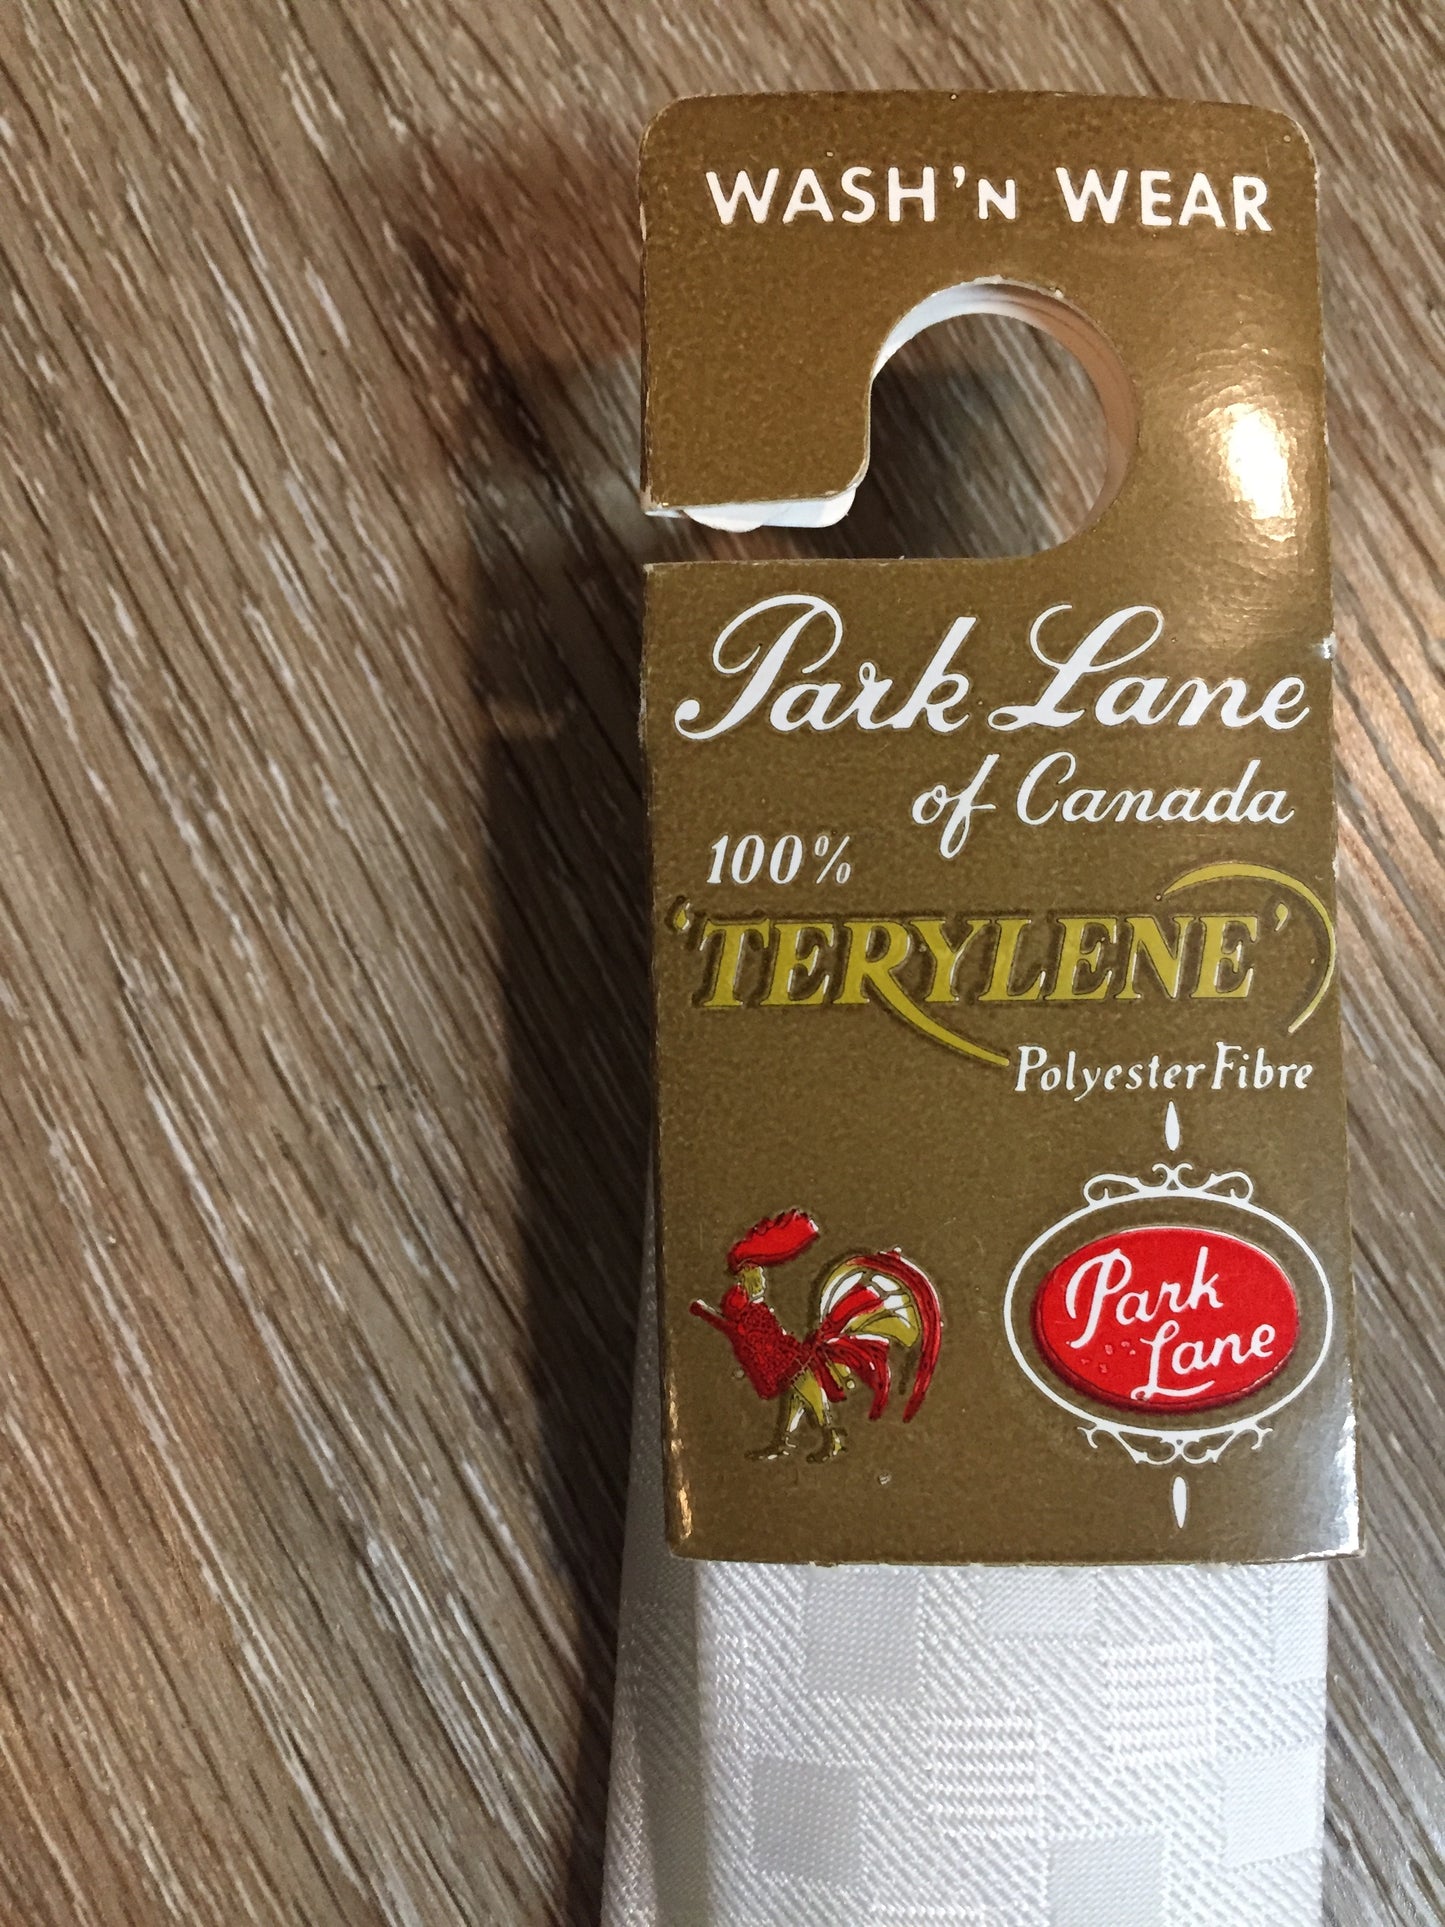 WASH'N WEAR
Park Lane
of Canada
100%
'TERYLENE'
Polyester Fibre
Park
Lane